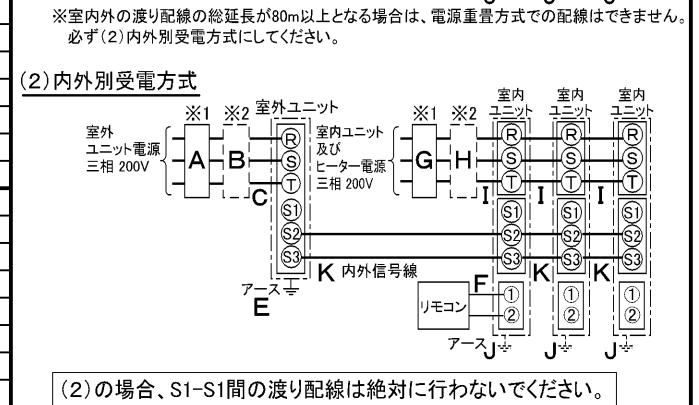 ※室内外の渡り配線の総延長が80m以上となる場合は、電源重畳方式での配線はできません。
必ず(2)内外別受電方式にしてください。
(2)内外別受電方式
※1 ※2 室外ユニット
室外
ユニット電源
三相 200V
A B C
R
S
T
S1
S2
S3
アース
E
※1 ※2
室内ユニット
及び
ヒーター電源
三相 200V
G H
室内
ユニット
室内
ユニット
室内
ユニット
R R R
S S S
T T T
I I I
S1 S1 S1
S2 S2 S2
S3 S3 S3
K 内外信号線
K K
F
リモコン
① ① ①
② ② ②
アース J J J
(2)の場合、S1-S1間の渡り配線は絶対に行わないでください。